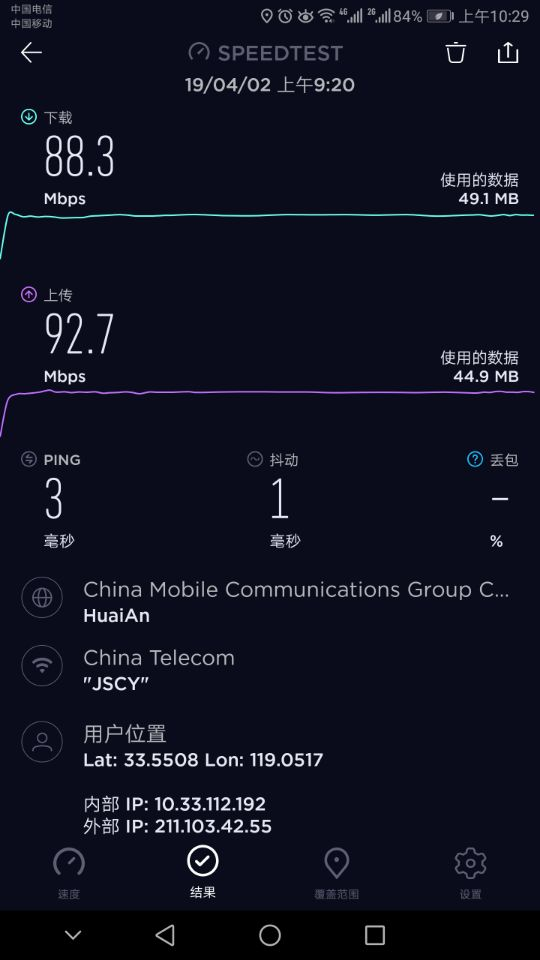 中国电信
中国移动
4G 2G 84% 上午10:29
SPEEDTEST
19/04/02 上午9:20
下载
88.3
Mbps
使用的数据
49.1 MB
上传
92.7
Mbps
使用的数据
44.9 MB
PING 抖动 ? 丢包
3 1 –
毫秒 毫秒 %
China Mobile Communications Group C...
HuaiAn
China Telecom
"JSCY"
用户位置
Lat: 33.5508 Lon: 119.0517
内部 IP: 10.33.112.192
外部 IP: 211.103.42.55
速度 结果 覆盖范围 设置